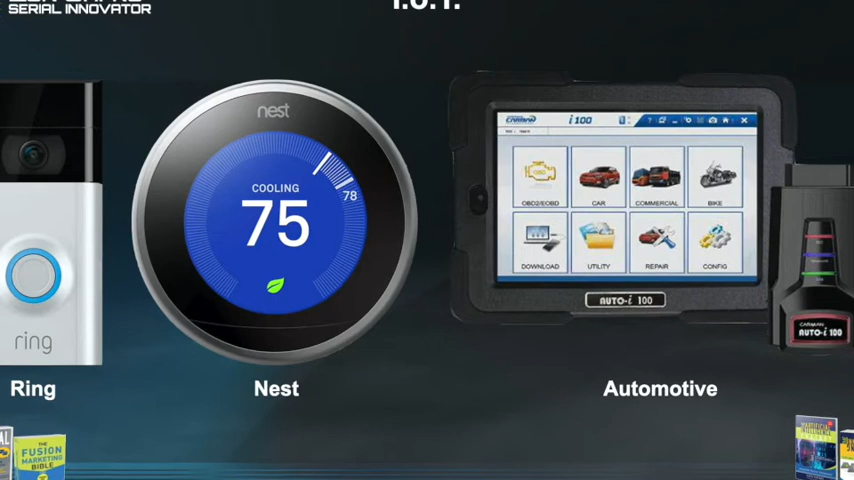 SERIAL INNOVATOR
I.O.T.
nest
COOLING
75
78
ring
CARMAN
i 100
OBD
OBD2/EOBD
CAR
COMMERCIAL
BIKE
DOWNLOAD
UTILITY
REPAIR
CONFIG
AUTO-i 100
CARMAN
AUTO-i 100
Ring
Nest
Automotive
THE
FUSION
MARKETING
BIBLE